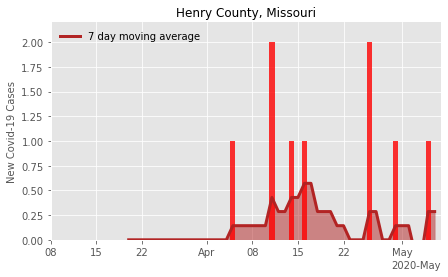 Henry County, Missouri
7 day moving average
New Covid-19 Cases
2.00
1.75
1.50
1.25
1.00
0.75
0.50
0.25
0.00
08 15 22 Apr 08 15 22 May
2020-May